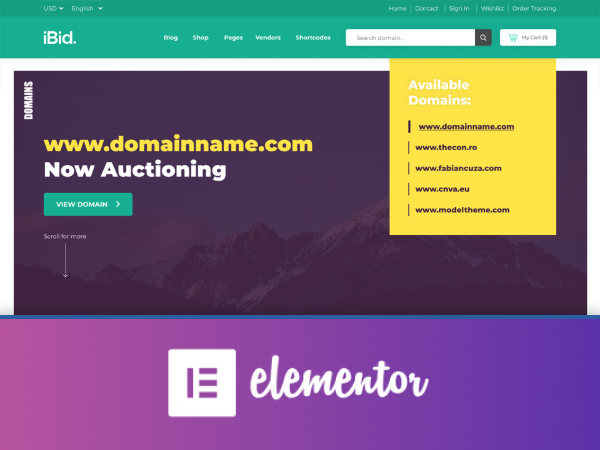 USD English Home Contact Sign In Wishlist Order Tracking
iBid. Blog Shop Pages Vendors Shortcodes Search domain... My Cart (1)
DOMAINS
www.domainname.com
Now Auctioning
VIEW DOMAIN
Scroll for more
Available
Domains:
www.domainname.com
www.thecon.ro
www.fabiancuza.com
www.cnva.eu
www.modeltheme.com
elementor